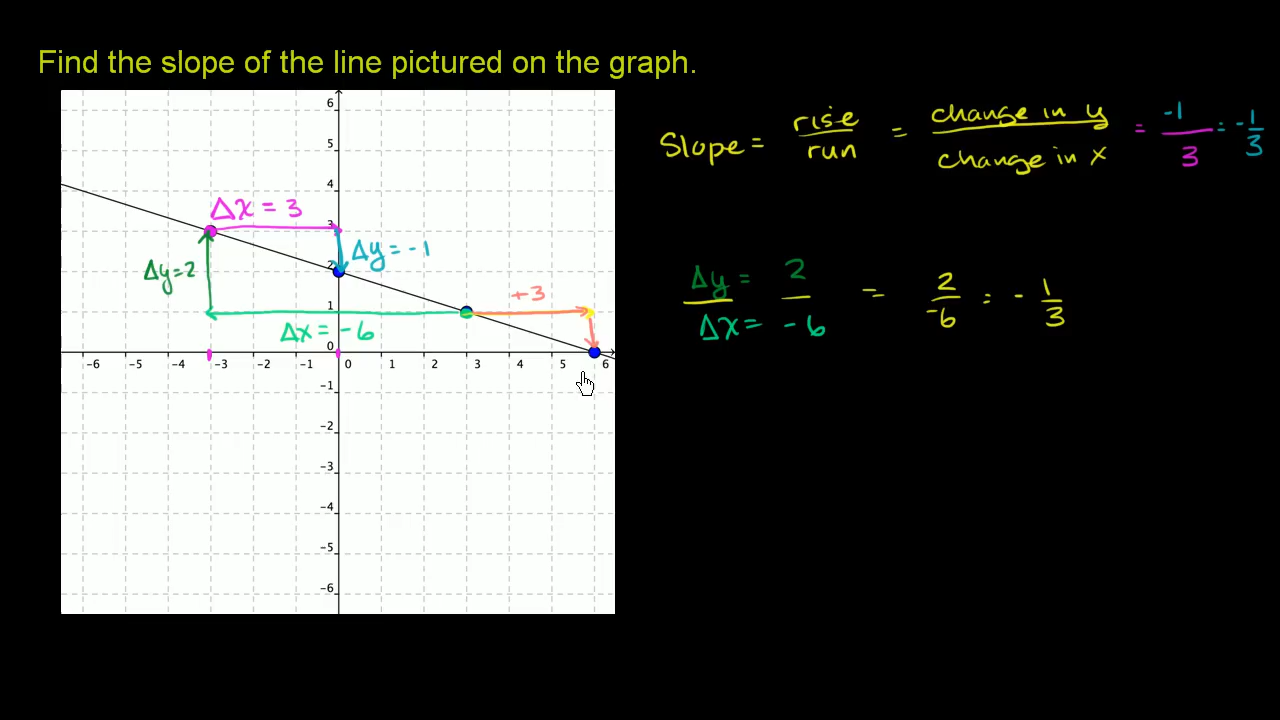 Find the slope of the line pictured on the graph.
Slope = rise/run = change in y/change in x = -1/3 = -1/3
Δx = 3
Δy = -1
Δy = 2
Δx = -6
+3
Δy/Δx = 2/-6 = 2/-6 = -1/3
6
5
4
3
2
1
0
-6 -5 -4 -3 -2 -1 0 1 2 3 4 5 6
-1
-2
-3
-4
-5
-6